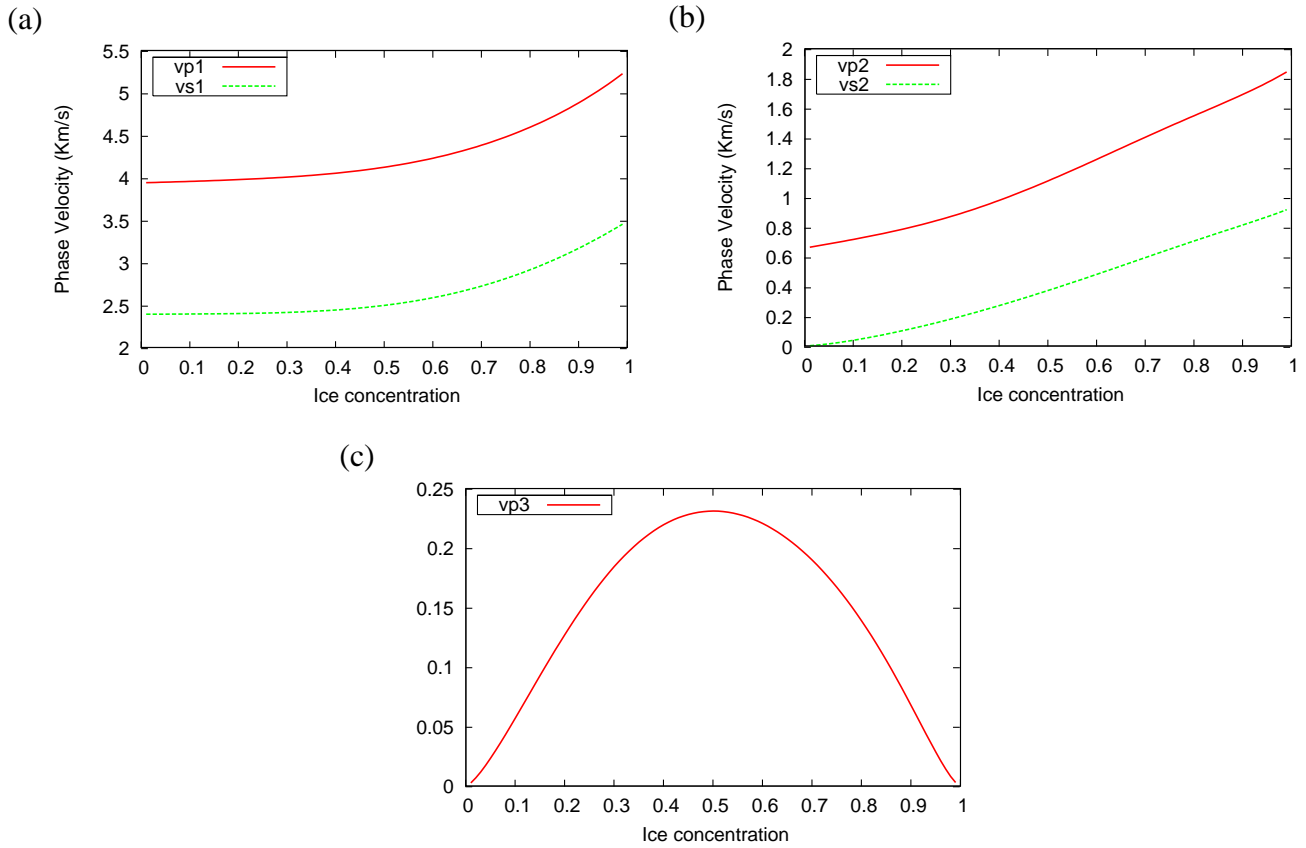 (a)
5.5
5
4.5
4
3.5
3
2.5
2
Phase Velocity (Km/s)
vp1
vs1
0 0.1 0.2 0.3 0.4 0.5 0.6 0.7 0.8 0.9 1
Ice concentration
(b)
2
1.8
1.6
1.4
1.2
1
0.8
0.6
0.4
0.2
0
Phase Velocity (Km/s)
vp2
vs2
0 0.1 0.2 0.3 0.4 0.5 0.6 0.7 0.8 0.9 1
Ice concentration
(c)
0.25
0.2
0.15
0.1
0.05
0
vp3
0 0.1 0.2 0.3 0.4 0.5 0.6 0.7 0.8 0.9 1
Ice concentration